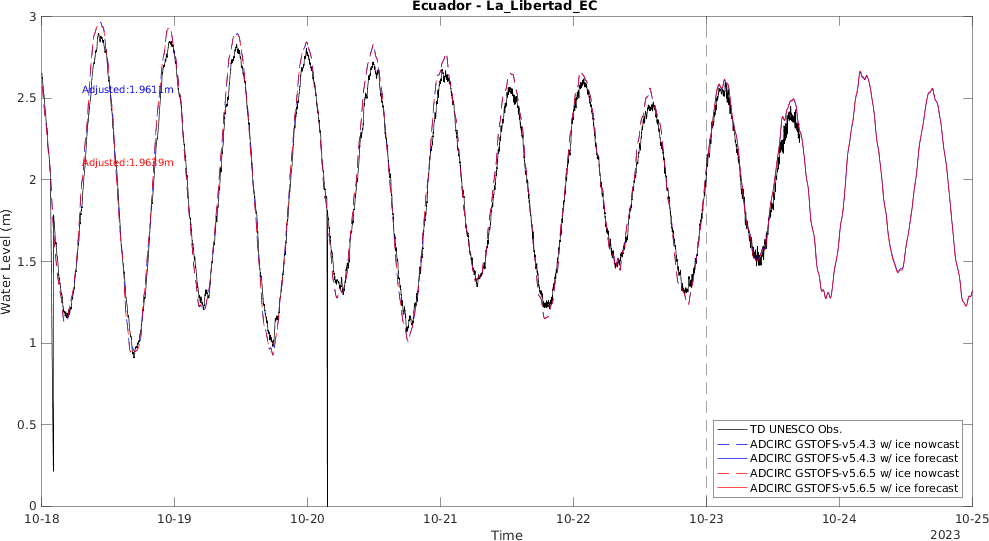 Ecuador - La_Libertad_EC
3
2.5
2
1.5
1
0.5
0
Water Level (m)
Adjusted:1.9611m
Adjusted:1.9639m
TD UNESCO Obs.
ADCIRC GSTOFS-v5.4.3 w/ ice nowcast
ADCIRC GSTOFS-v5.4.3 w/ ice forecast
ADCIRC GSTOFS-v5.6.5 w/ ice nowcast
ADCIRC GSTOFS-v5.6.5 w/ ice forecast
10-18 10-19 10-20 10-21 10-22 10-23 10-24 10-25
Time
2023